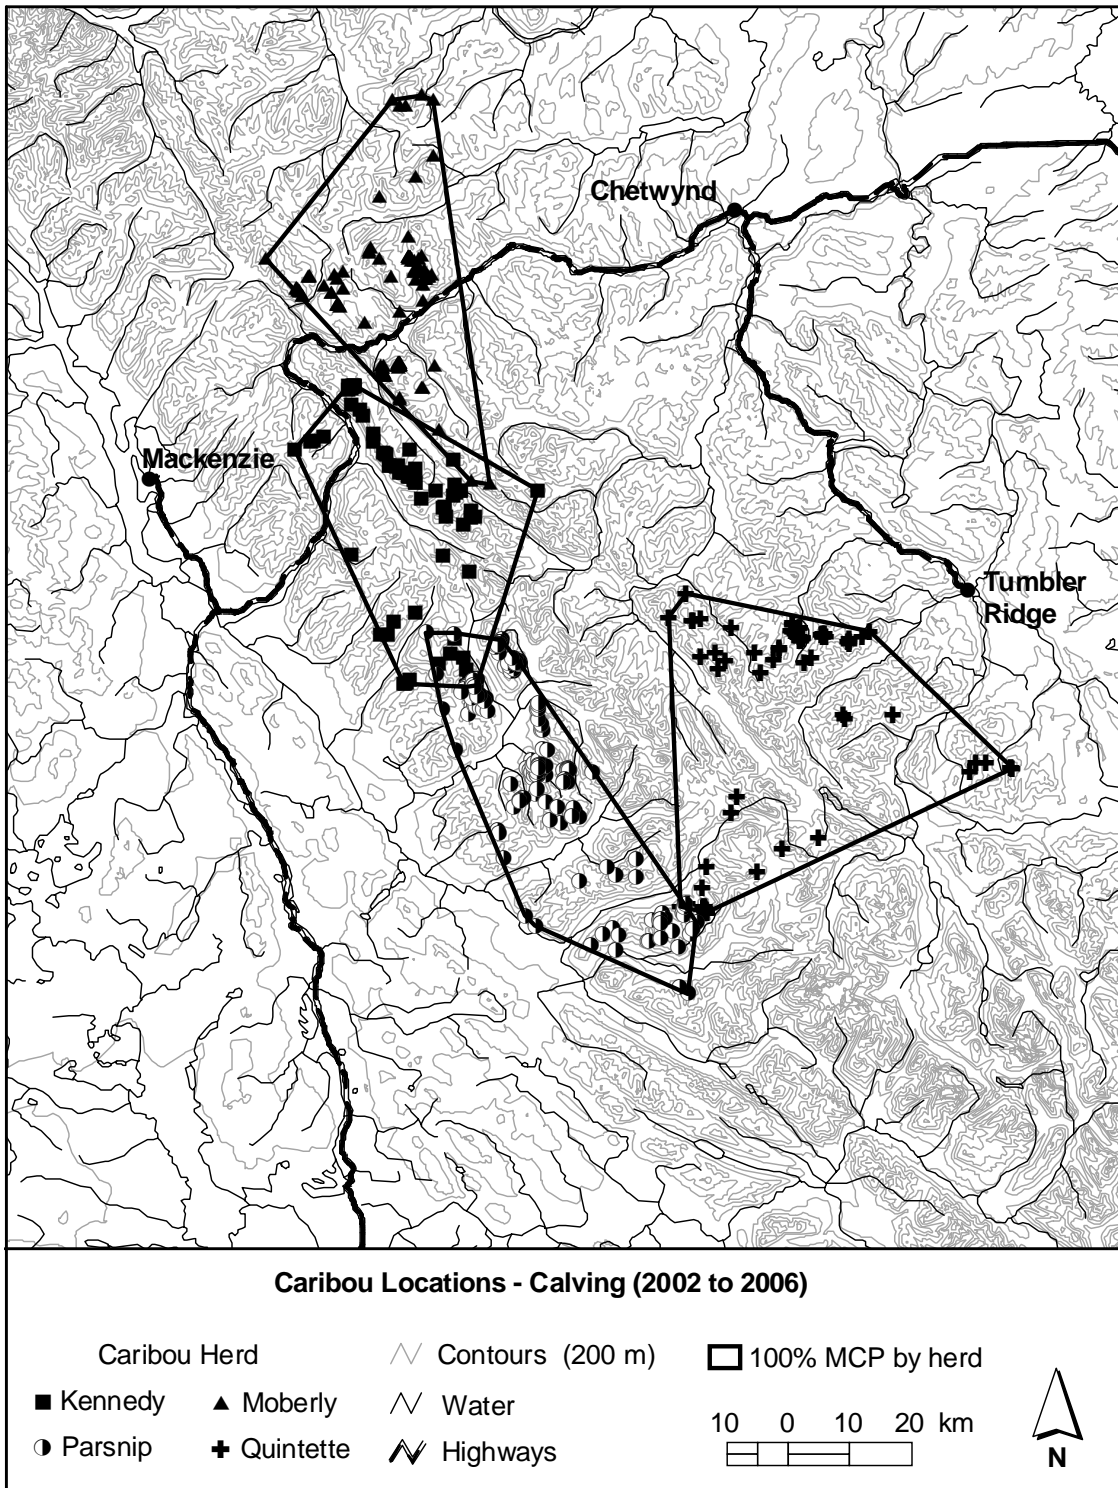 Chetwynd
Mackenzie
Tumbler
Ridge
Caribou Locations - Calving (2002 to 2006)
Caribou Herd
Contours (200 m)
100% MCP by herd
Kennedy
Moberly
Water
Parsnip
Quintette
Highways
10 0 10 20 km
N